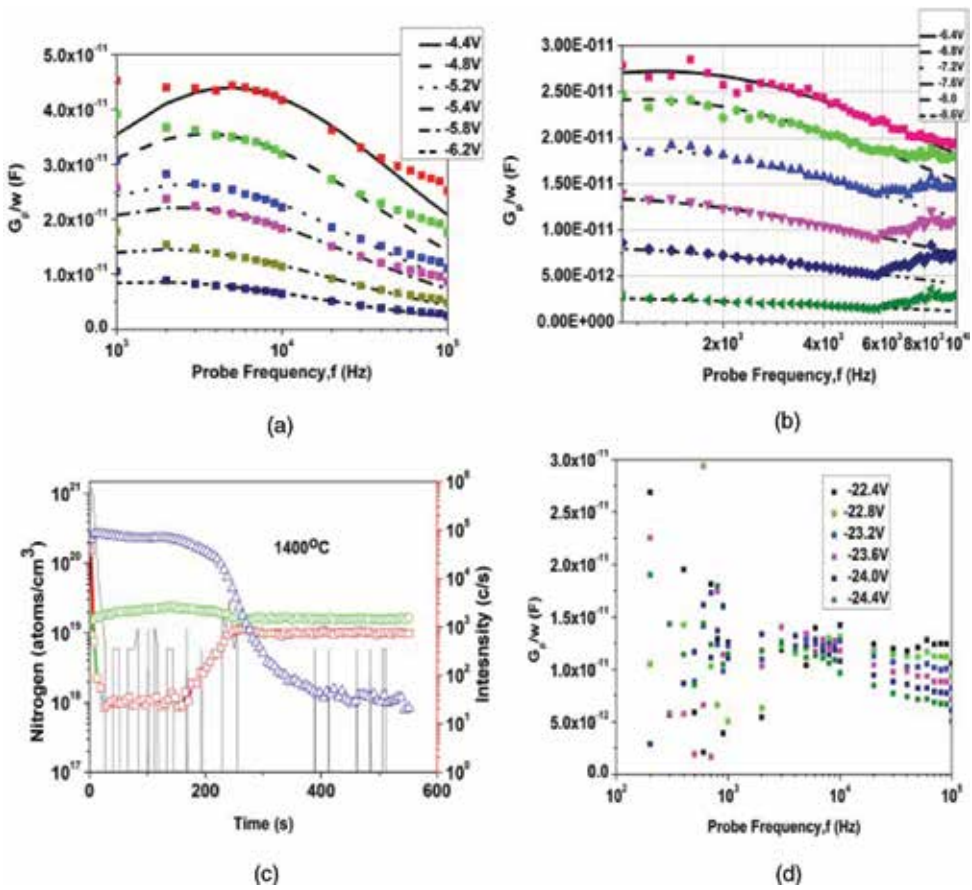 -4.4V
-4.8V
-5.2V
-5.4V
-5.8V
-6.2V
5.0x10⁻¹¹
4.0x10⁻¹¹
3.0x10⁻¹¹
2.0x10⁻¹¹
1.0x10⁻¹¹
0.0
Gₚ/w (F)
10³
10⁴
10⁵
Probe Frequency,f (Hz)
(a)
-6.4V
-6.8V
-7.2V
-7.6V
-8.0
3.00E-011
2.50E-011
2.00E-011
1.50E-011
1.00E-011
5.00E-012
0.00E+000
Gₚ/w (F)
2x10³
4x10³
6x10³
8x10³
Probe Frequency,f (Hz)
(b)
10²¹
10²⁰
10¹⁹
10¹⁸
10¹⁷
Nitrogen (atoms/cm³)
1400ᴼC
10⁶
10⁵
10⁴
10³
10²
10¹
10⁰
Intesnsity (c/s)
0
200
400
600
Time (s)
(c)
3.0x10⁻¹¹
2.5x10⁻¹¹
2.0x10⁻¹¹
1.5x10⁻¹¹
1.0x10⁻¹¹
5.0x10⁻¹²
0.0
Gₚ/w (F)
-22.4V
-22.8V
-23.2V
-23.6V
-24.0V
-24.4V
10²
10³
10⁴
10⁵
Probe Frequency,f (Hz)
(d)